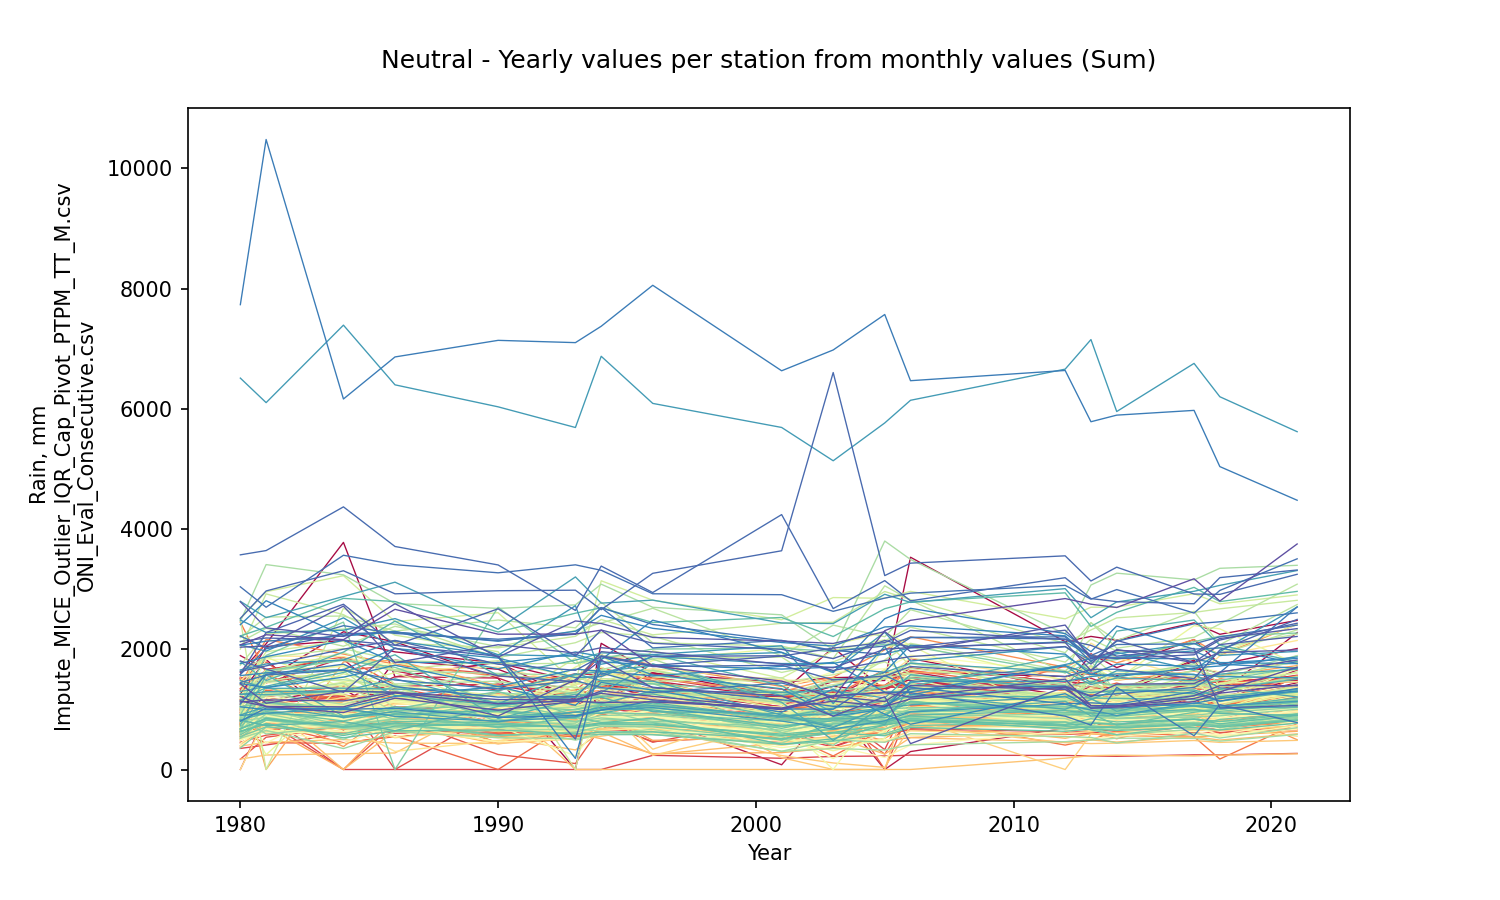 Neutral - Yearly values per station from monthly values (Sum)
Rain, mm
Impute_MICE_Outlier_IQR_Cap_Pivot_PTPM_TT_M.csv
ONI_Eval_Consecutive.csv
10000
8000
6000
4000
2000
0
1980
1990
2000
2010
2020
Year